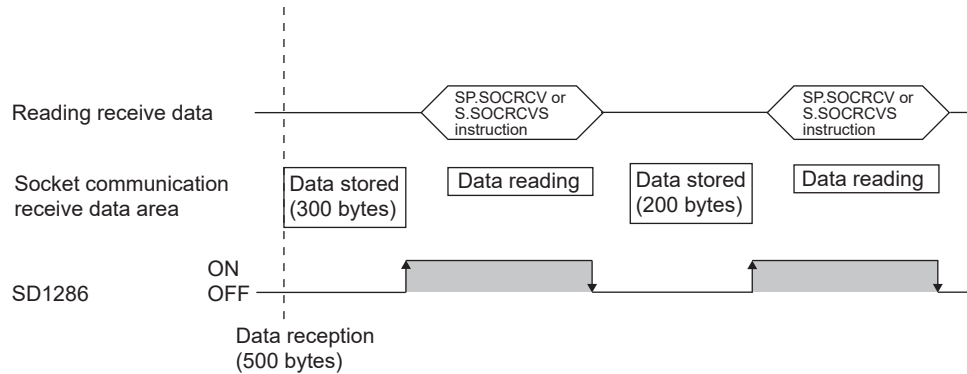 Reading receive data
SP.SOCRCV or
S.SOCRCVS
instruction
SP.SOCRCV or
S.SOCRCVS
instruction
Socket communication
receive data area
Data stored
(300 bytes)
Data reading
Data stored
(200 bytes)
Data reading
SD1286
ON
OFF
Data reception
(500 bytes)